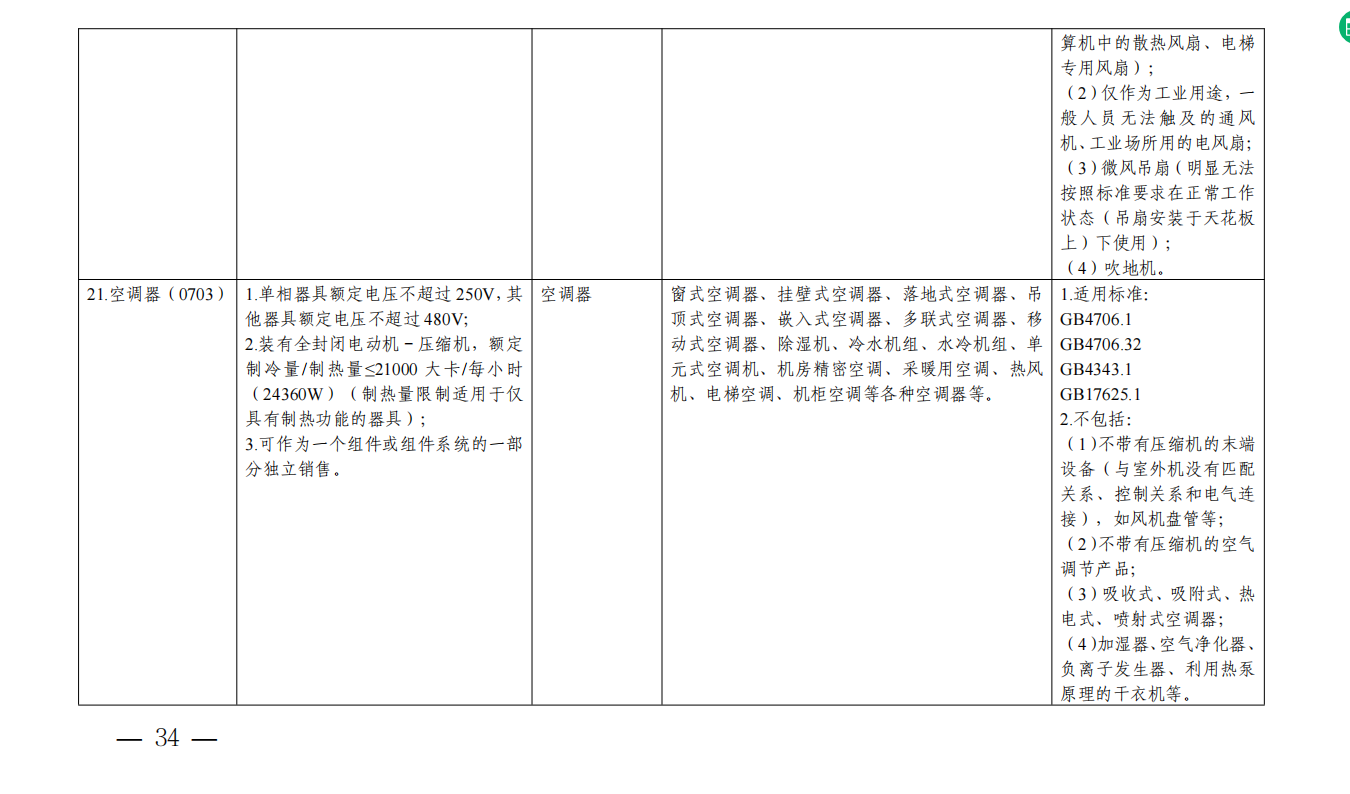 算机中的散热风扇、电梯
专用风扇）；
（2）仅作为工业用途，一
般人员无法触及的通风
机、工业场所用的电风扇；
（3）微风吊扇（明显无法
按照标准要求在正常工作
状态（吊扇安装于天花板
上）下使用）；
（4）吹地机。
21.空调器（0703）
1.单相器具额定电压不超过 250V，其
他器具额定电压不超过 480V；
2.装有全封闭电动机－压缩机，额定
制冷量/制热量≤21000 大卡/每小时
（24360W）（制热量限制适用于仅
具有制热功能的器具）；
3.可作为一个组件或组件系统的一部
分独立销售。
空调器
窗式空调器、挂壁式空调器、落地式空调器、吊
顶式空调器、嵌入式空调器、多联式空调器、移
动式空调器、除湿机、冷水机组、水冷机组、单
元式空调机、机房精密空调、采暖用空调、热风
机、电梯空调、机柜空调等各种空调器等。
1.适用标准：
GB4706.1
GB4706.32
GB4343.1
GB17625.1
2.不包括：
（1）不带有压缩机的末端
设备（与室外机没有匹配
关系、控制关系和电气连
接），如风机盘管等；
（2）不带有压缩机的空气
调节产品；
（3）吸收式、吸附式、热
电式、喷射式空调器；
（4）加湿器、空气净化器、
负离子发生器、利用热泵
原理的干衣机等。
— 34 —